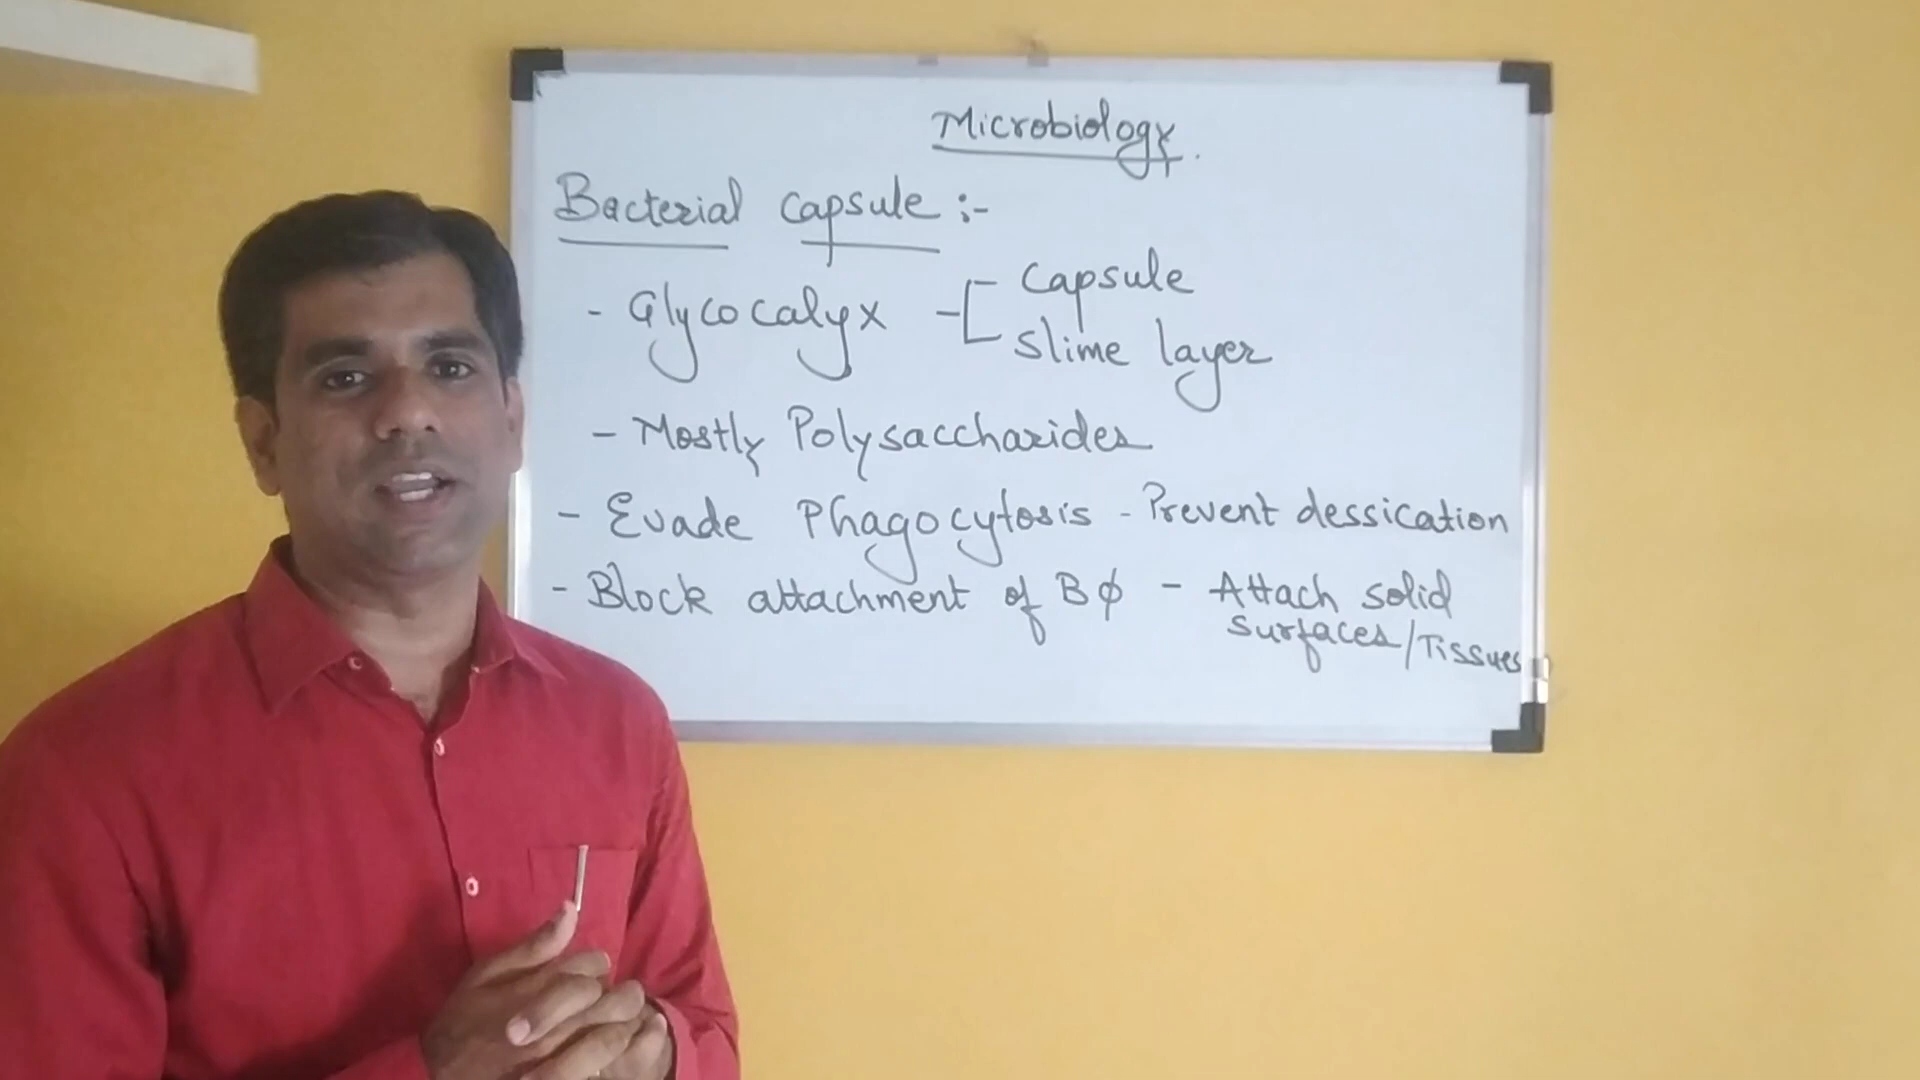 Microbiology.
Bacterial capsule :-
- Glycocalyx -[ capsule
slime layer
- Mostly Polysaccharides
- Evade Phagocytosis - Prevent dessication
- Block attachment of Bϕ - Attach solid
surfaces/Tissues